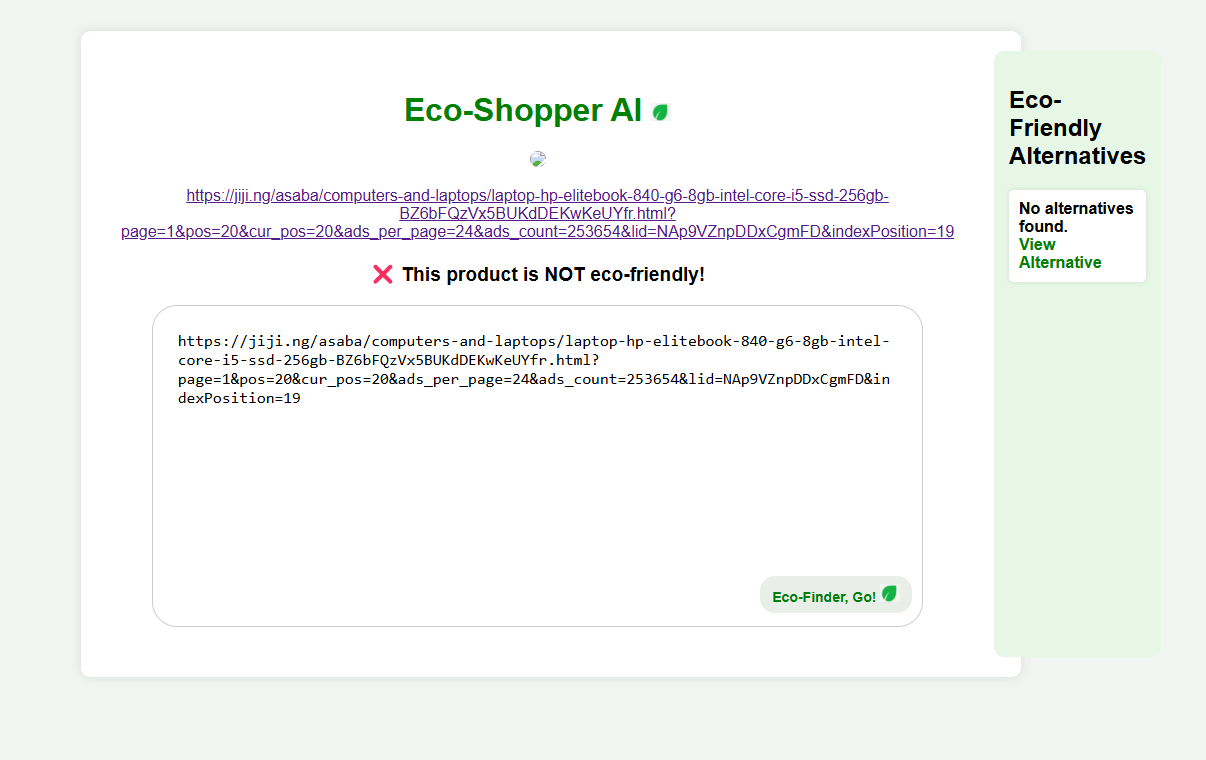 Eco-Shopper AI
https://jiji.ng/asaba/computers-and-laptops/laptop-hp-elitebook-840-g6-8gb-intel-core-i5-ssd-256gb-
BZ6bFQzVx5BUKdDEKwKeUYfr.html?
page=1&pos=20&cur_pos=20&ads_per_page=24&ads_count=253654&lid=NAp9VZnpDDxCgmFD&indexPosition=19
❌ This product is NOT eco-friendly!
https://jiji.ng/asaba/computers-and-laptops/laptop-hp-elitebook-840-g6-8gb-intel-
core-i5-ssd-256gb-BZ6bFQzVx5BUKdDEKwKeUYfr.html?
page=1&pos=20&cur_pos=20&ads_per_page=24&ads_count=253654&lid=NAp9VZnpDDxCgmFD&in
dexPosition=19
Eco-Finder, Go!
Eco-
Friendly
Alternatives
No alternatives
found.
View
Alternative